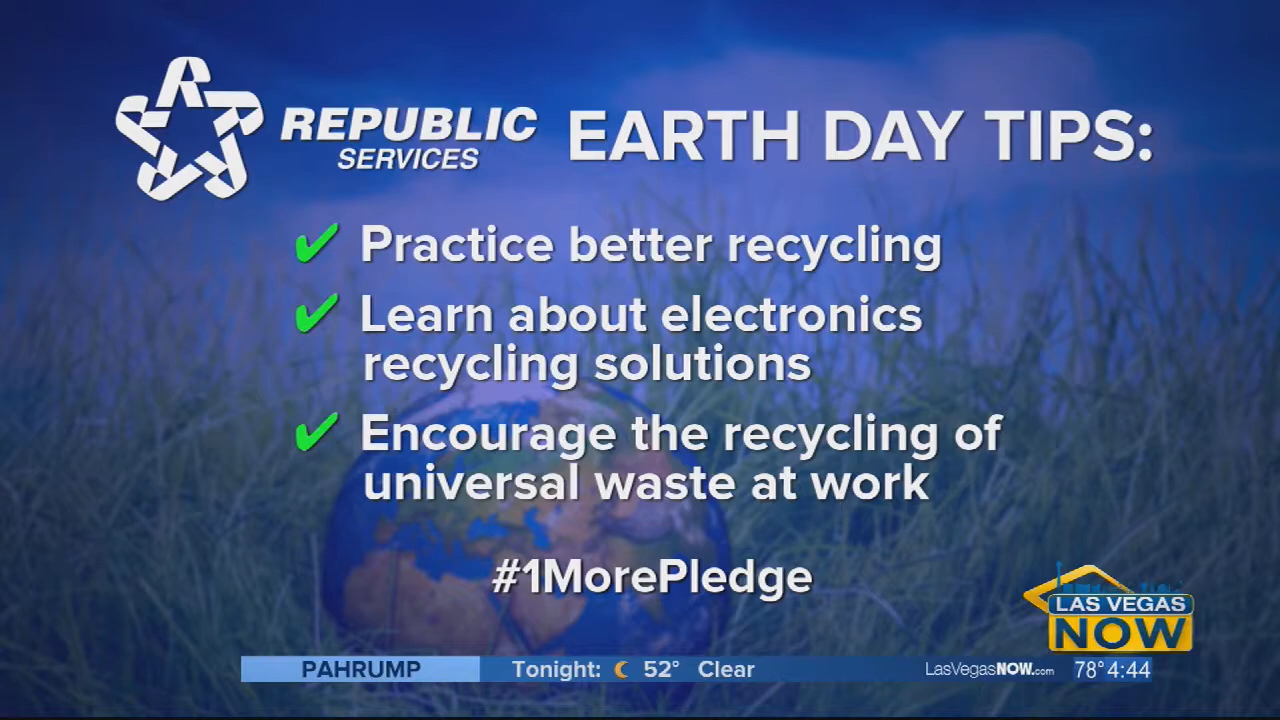 REPUBLIC
SERVICES
EARTH DAY TIPS:
✔ Practice better recycling
✔ Learn about electronics
recycling solutions
✔ Encourage the recycling of
universal waste at work
#1MorePledge
LAS VEGAS
NOW
PAHRUMP Tonight: 52° Clear LasVegasNOW.com 78° 4:44